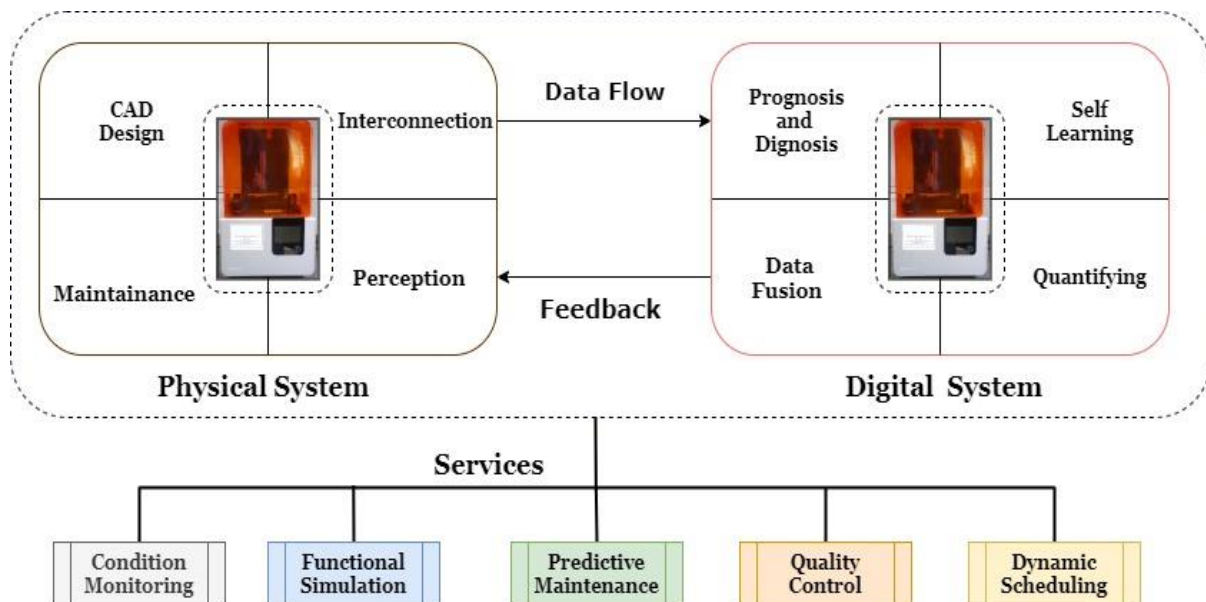 CAD
Design
Interconnection
Maintainance
Perception
Physical System
Data Flow
Feedback
Prognosis
and
Dignosis
Self
Learning
Data
Fusion
Quantifying
Digital System
Services
Condition
Monitoring
Functional
Simulation
Predictive
Maintenance
Quality
Control
Dynamic
Scheduling